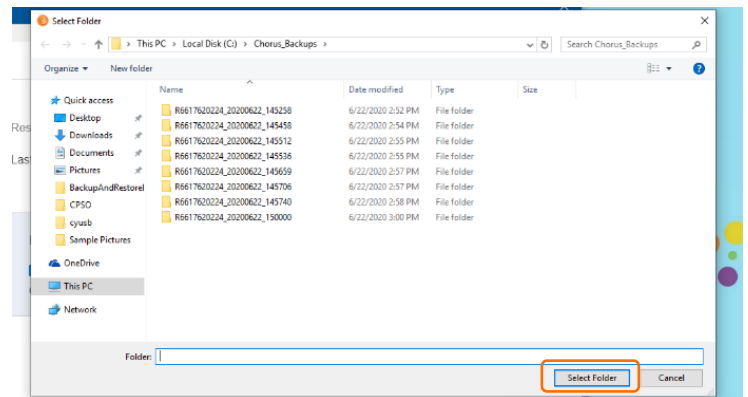 Select Folder
This PC > Local Disk (C:) > Chorus_Backups >
Search Chorus_Backups
Organize
New folder
Name
Date modified
Type
Size
Quick access
Desktop
Downloads
Documents
Pictures
BackupAndRestorel
CPSO
cyusb
Sample Pictures
OneDrive
This PC
Network
R6617620224_20200622_145258 6/22/2020 2:52 PM File folder
R6617620224_20200622_145458 6/22/2020 2:54 PM File folder
R6617620224_20200622_145512 6/22/2020 2:55 PM File folder
R6617620224_20200622_145536 6/22/2020 2:55 PM File folder
R6617620224_20200622_145659 6/22/2020 2:57 PM File folder
R6617620224_20200622_145706 6/22/2020 2:57 PM File folder
R6617620224_20200622_145740 6/22/2020 2:58 PM File folder
R6617620224_20200622_150000 6/22/2020 3:00 PM File folder
Res
Las
Folder:
Select Folder
Cancel